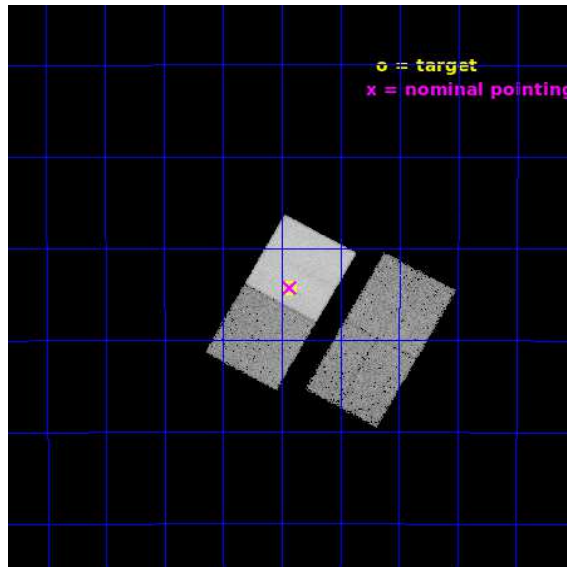 o = target
x = nominal pointing